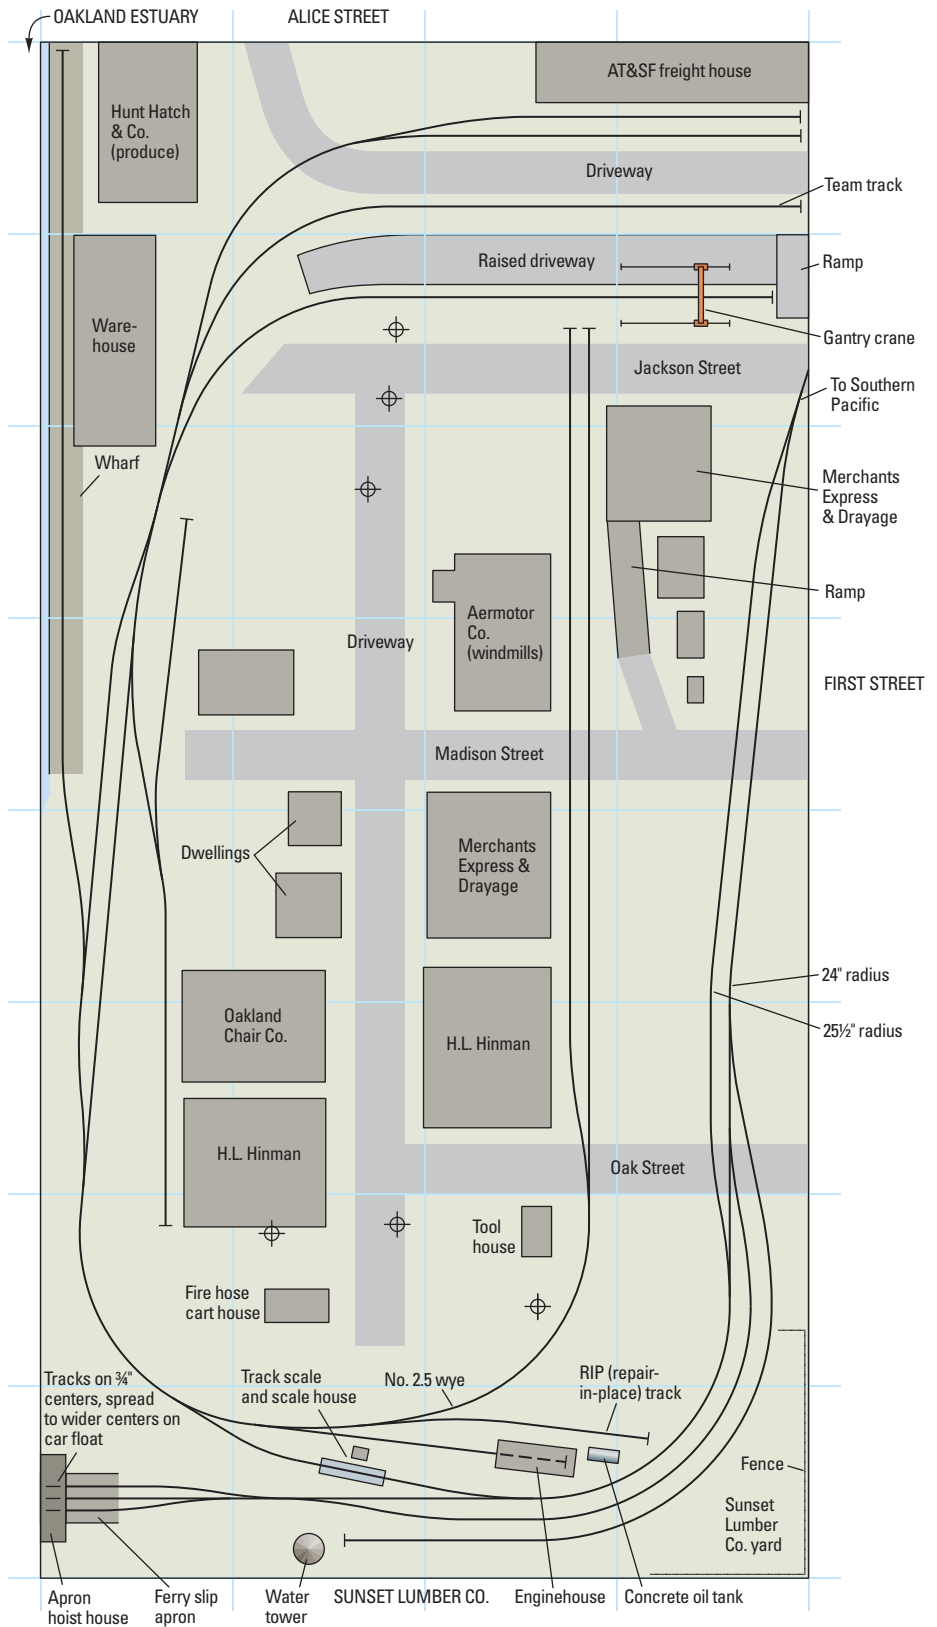 OAKLAND ESTUARY
ALICE STREET
AT&SF freight house
Hunt Hatch
& Co.
(produce)
Driveway
Team track
Raised driveway
Ramp
Ware-
house
Gantry crane
Jackson Street
To Southern
Pacific
Wharf
Merchants
Express
& Drayage
Ramp
Aermotor
Co.
(windmills)
Driveway
FIRST STREET
Madison Street
Dwellings
Merchants
Express &
Drayage
24" radius
Oakland
Chair Co.
25½" radius
H.L. Hinman
H.L. Hinman
Oak Street
Tool
house
Fire hose
cart house
Tracks on ¾"
centers, spread
to wider centers on
car float
Track scale
and scale house
No. 2.5 wye
RIP (repair-
in-place) track
Fence
Sunset
Lumber
Co. yard
Apron
hoist house
Ferry slip
apron
Water
tower
SUNSET LUMBER CO.
Enginehouse
Concrete oil tank